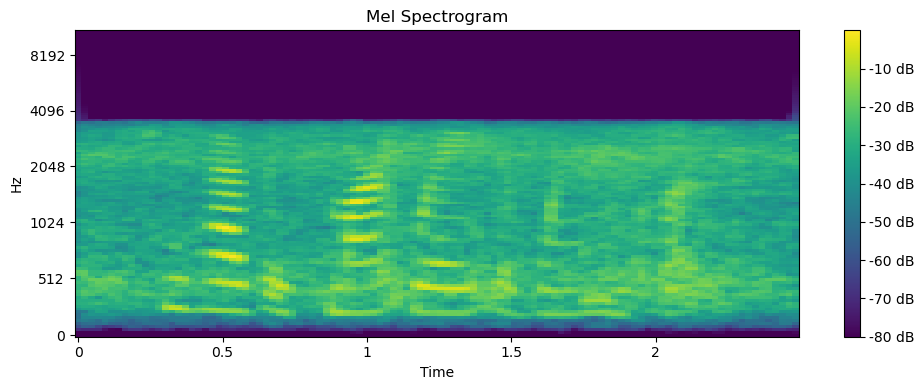 Mel Spectrogram
8192
4096
2048
1024
512
0
Hz
0
0.5
1
1.5
2
Time
-10 dB
-20 dB
-30 dB
-40 dB
-50 dB
-60 dB
-70 dB
-80 dB